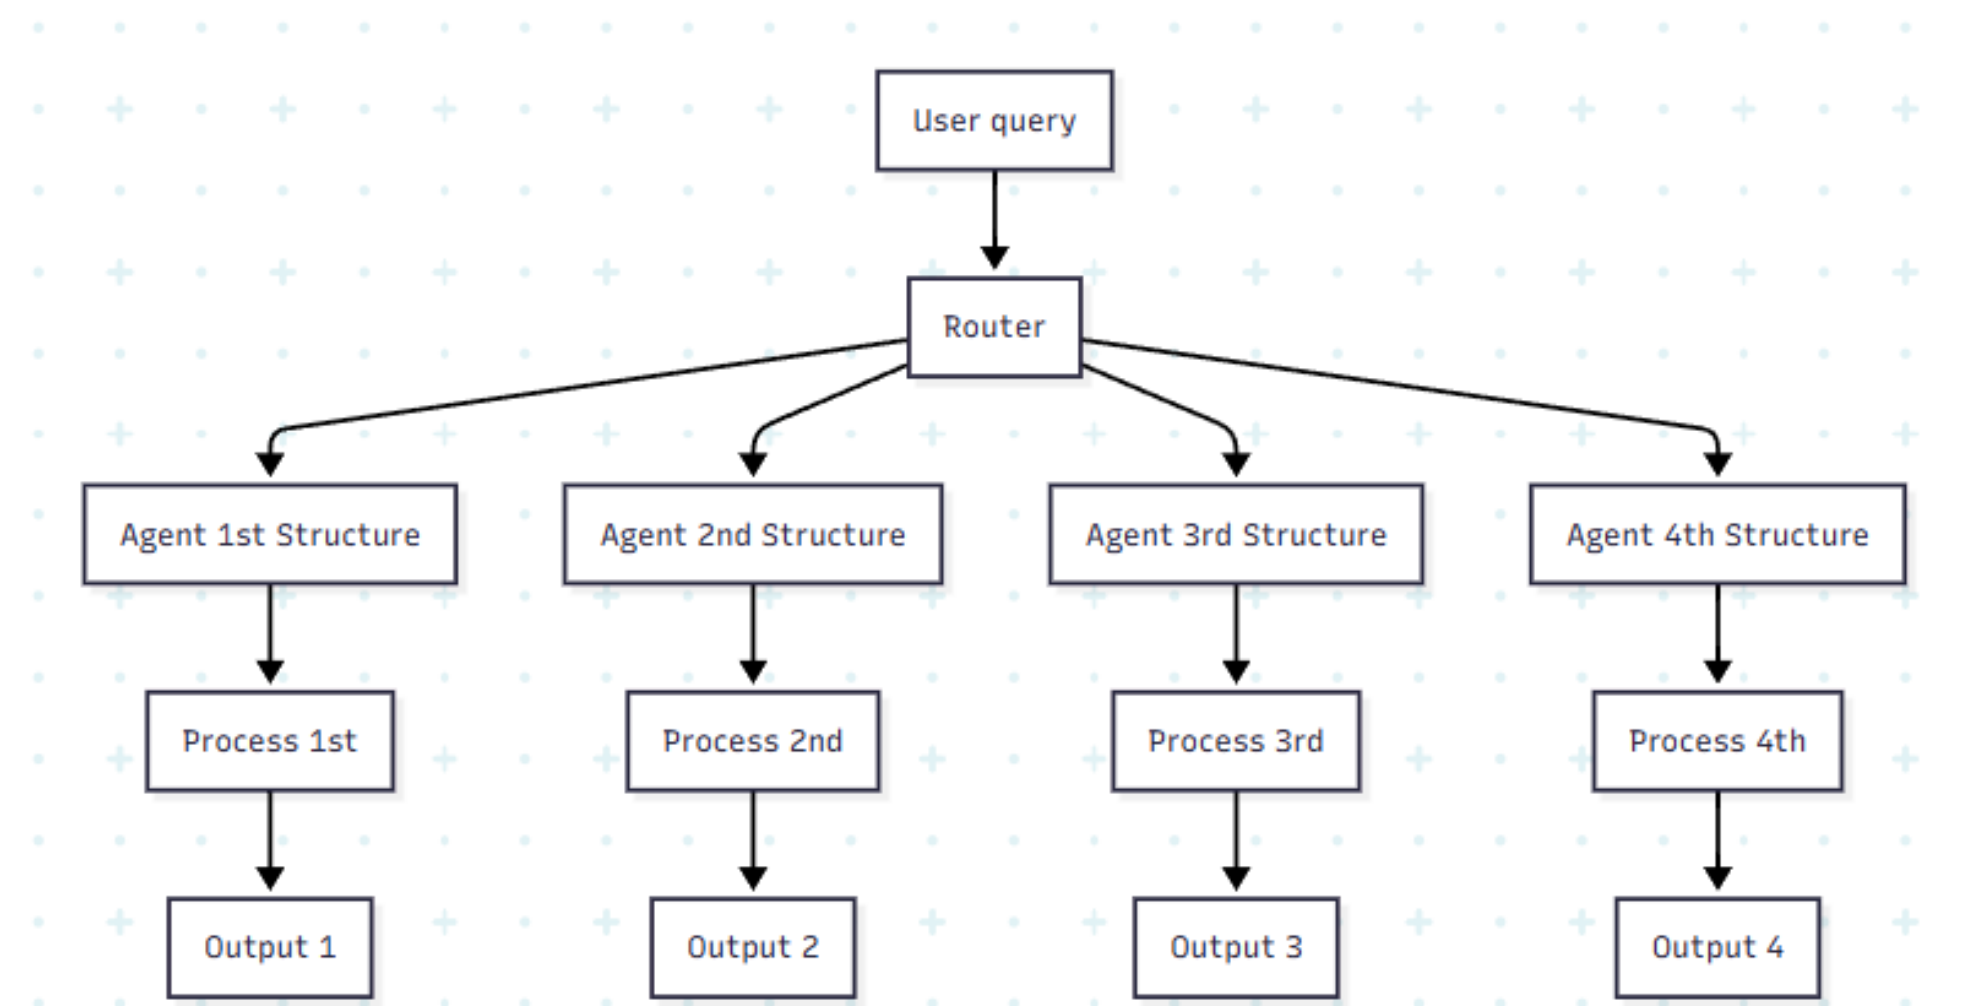 User query
Router
Agent 1st Structure
Agent 2nd Structure
Agent 3rd Structure
Agent 4th Structure
Process 1st
Process 2nd
Process 3rd
Process 4th
Output 1
Output 2
Output 3
Output 4